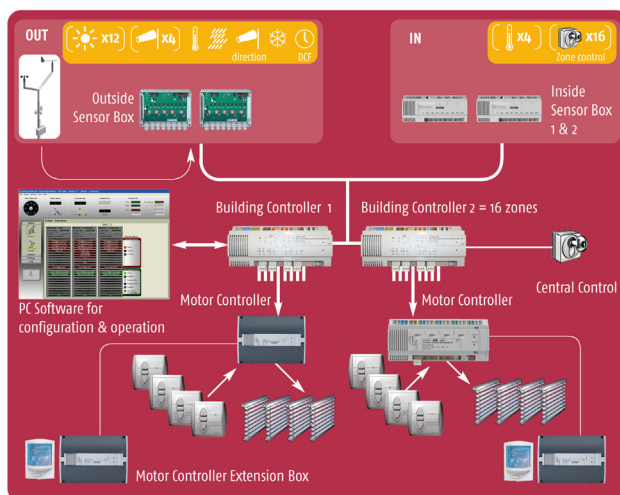 OUT
x12
x4
direction
DCF
Outside
Sensor Box
IN
x4
x16
Zone control
Inside
Sensor Box
1 & 2
Building Controller 1
Building Controller 2 = 16 zones
Motor Controller
Motor Controller
Central Control
PC Software for
configuration & operation
Motor Controller Extension Box